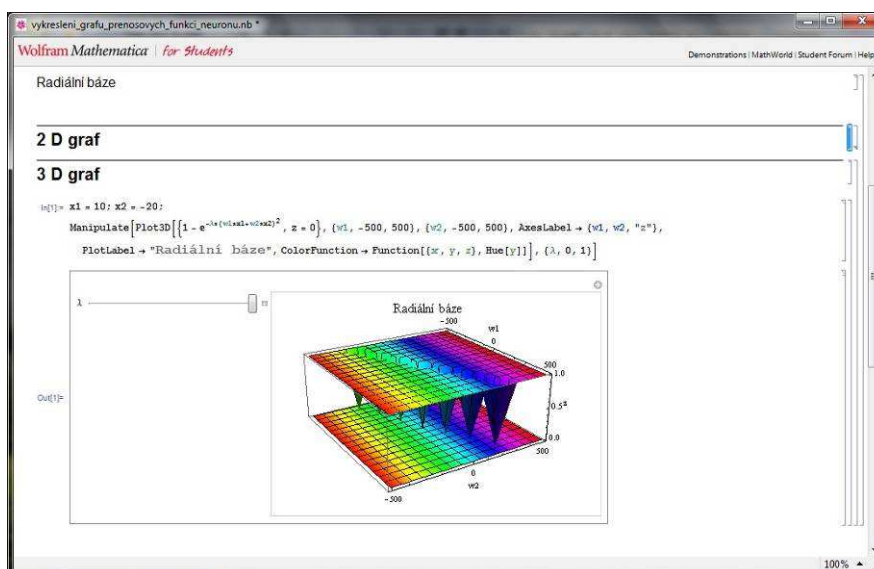 vykresleni_grafu_prenosovych_funkci_neuronu.nb *
Wolfram Mathematica | for Students
Demonstrations | MathWorld | Student Forum | Help
Radiální báze
2 D graf
3 D graf
In[1]:= x1 = 10; x2 = -20;
Manipulate[Plot3D[{1 - e^-λ*(w1*x1+w2*x2)^2, z = 0}, {w1, -500, 500}, {w2, -500, 500}, AxesLabel → {w1, w2, "z"},
PlotLabel → "Radiální báze", ColorFunction → Function[{x, y, z}, Hue[y]]], {λ, 0, 1}]
λ
Radiální báze
-500
w1
0
500
1.0
0.5 z
0.0
Out[1]=
500
0
w2
-500
100%